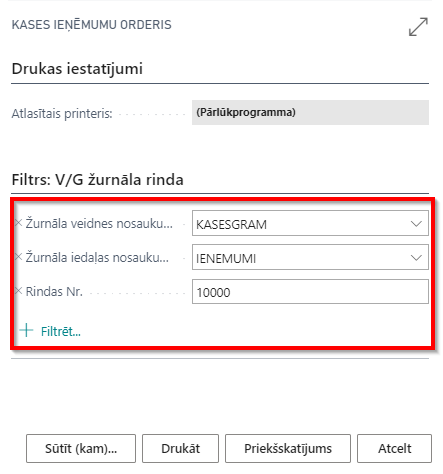 KASES IEŅĒMUMU ORDERIS
Drukas iestatījumi
Atlasītais printeris:
(Pārlūkprogramma)
Filtrs: V/G žurnāla rinda
Žurnāla veidnes nosauku...
KASESGRAM
Žurnāla iedaļas nosauku...
IENEMUMI
Rindas Nr.
10000
Filtrēt...
Sūtīt (kam)...
Drukāt
Priekšskatījums
Atcelt